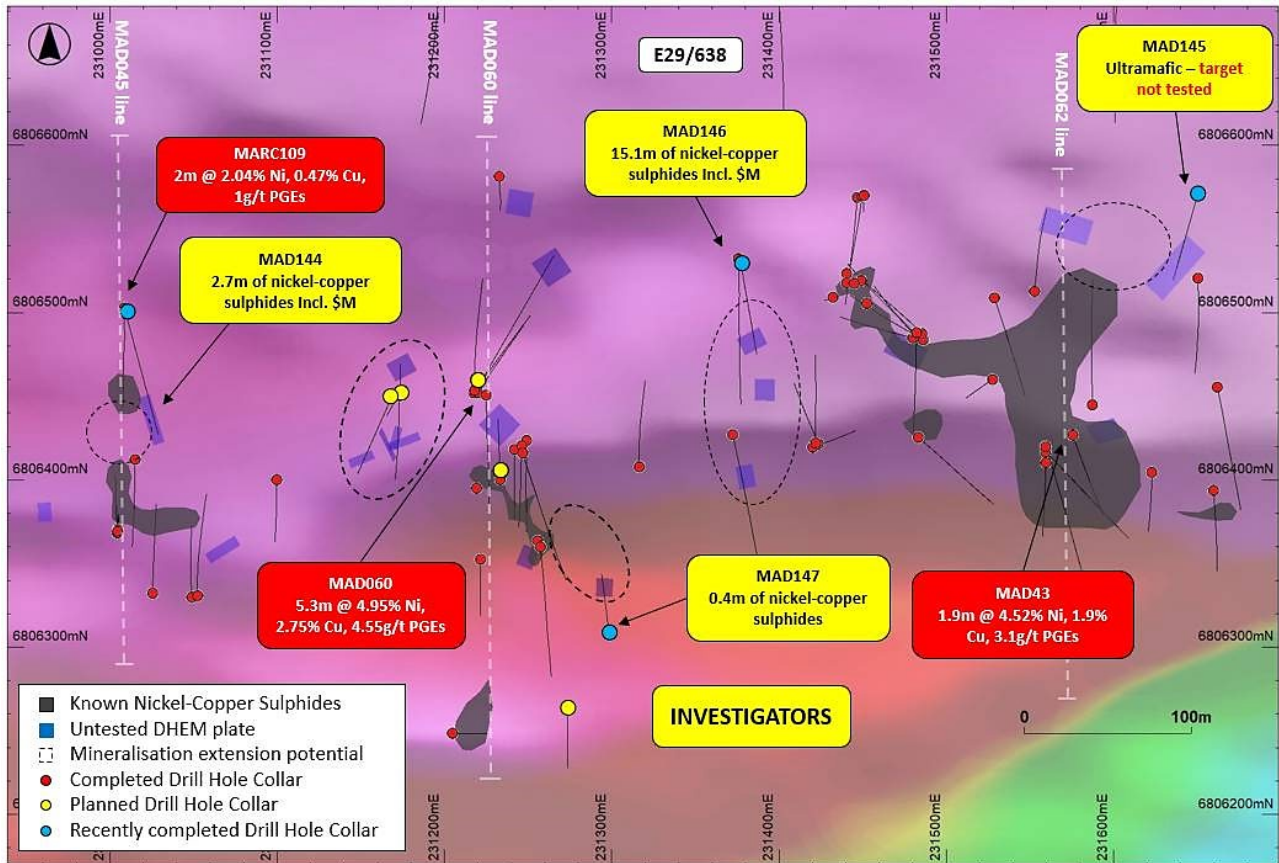 231000mE
231100mE
231200mE
231300mE
231400mE
231500mE
E29/638
MAD045 line
MAD060 line
MAD062 line
MAD145
Ultramafic – target
not tested
6806600mN
6806600mN
MARC109
2m @ 2.04% Ni, 0.47% Cu,
1g/t PGEs
MAD146
15.1m of nickel-copper
sulphides Incl. $M
MAD144
2.7m of nickel-copper
sulphides Incl. $M
6806500mN
6806500mN
6806400mN
6806400mN
MAD060
5.3m @ 4.95% Ni,
2.75% Cu, 4.55g/t PGEs
MAD147
0.4m of nickel-copper
sulphides
MAD43
1.9m @ 4.52% Ni, 1.9%
Cu, 3.1g/t PGEs
6806300mN
6806300mN
INVESTIGATORS
0 100m
Known Nickel-Copper Sulphides
Untested DHEM plate
Mineralisation extension potential
Completed Drill Hole Collar
Planned Drill Hole Collar
Recently completed Drill Hole Collar
6806200mN
231200mE
231300mE
231400mE
231500mE
231600mE